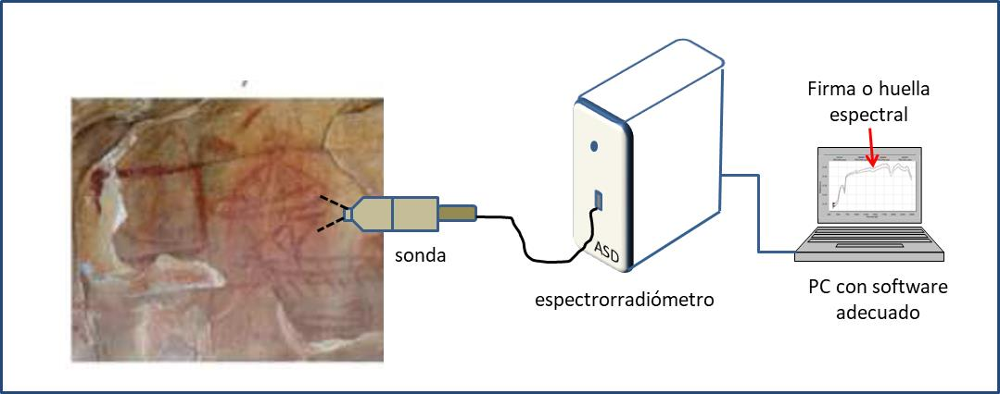 Firma o huella
espectral
sonda
ASD
espectrorradiómetro
PC con software
adecuado